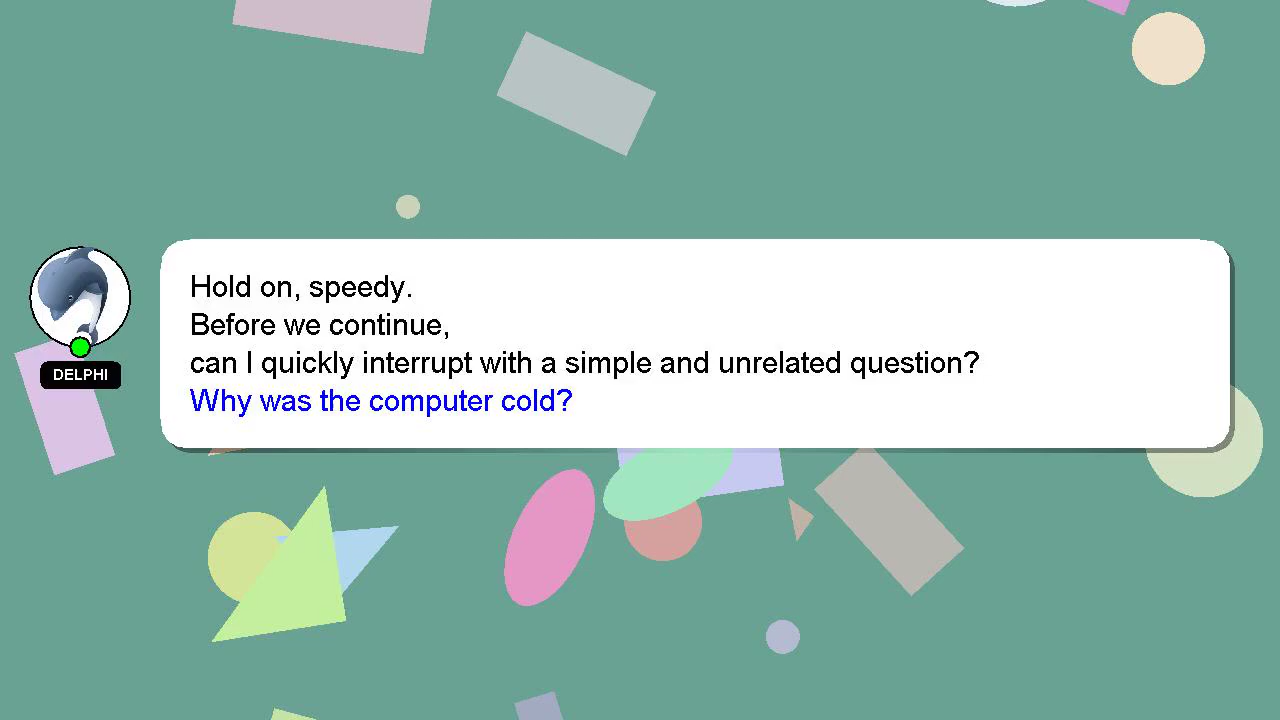 Hold on, speedy.
Before we continue,
can I quickly interrupt with a simple and unrelated question?
Why was the computer cold?
DELPHI